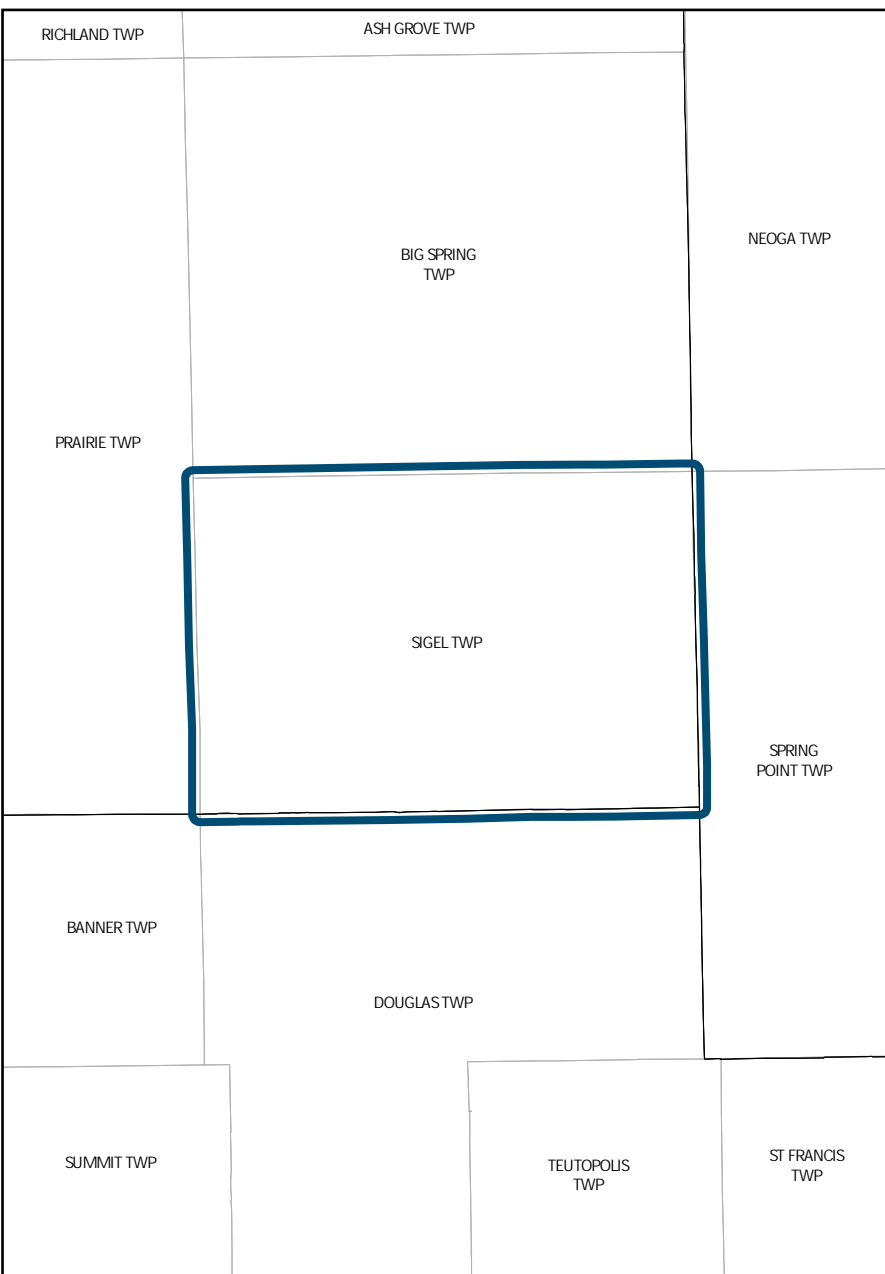 RICHLAND TWP
ASH GROVE TWP
NEOGA TWP
BIG SPRING
TWP
PRAIRIE TWP
SIGEL TWP
SPRING
POINT TWP
BANNER TWP
DOUGLAS TWP
SUMMIT TWP
TEUTOPOLIS
TWP
ST FRANCIS
TWP